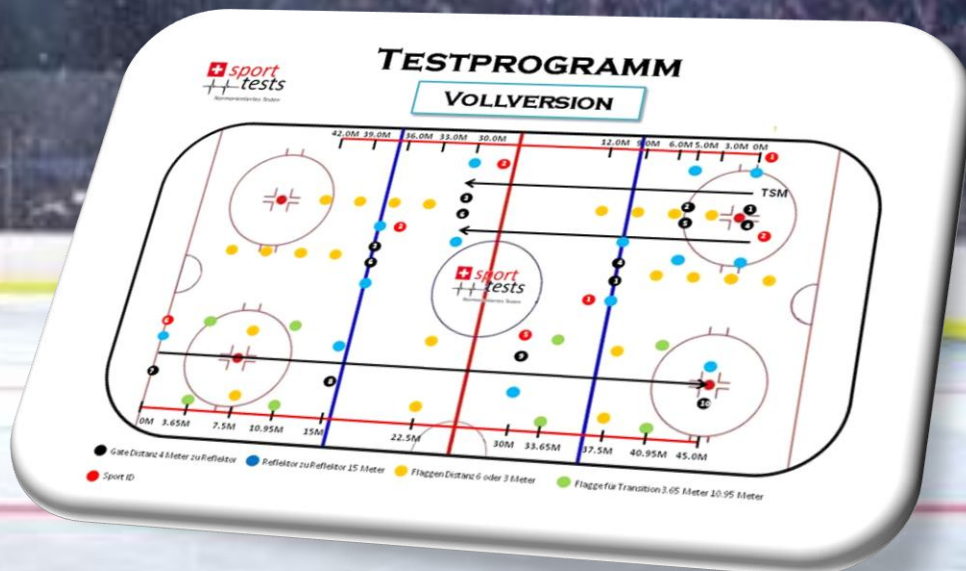 sport
tests
Normorientiertes Testen
TESTPROGRAMM
VOLLVERSION
42.0M 39.0M 36.0M 33.0M 30.0M 12.0M 9.0M 6.0M 5.0M 3.0M 0M
TSM
sport
tests
Normorientiertes Testen
0M 3.65M 7.5M 10.95M 15M 22.5M 30M 33.65M 37.5M 40.95M 45.0M
Gate Distanz 4 Meter zu Reflektor
Reflektor zu Reflektor 15 Meter
Flaggen Distanz 6 oder 3 Meter
Flagge für Transition 3.65 Meter 10.95 Meter
Sport ID